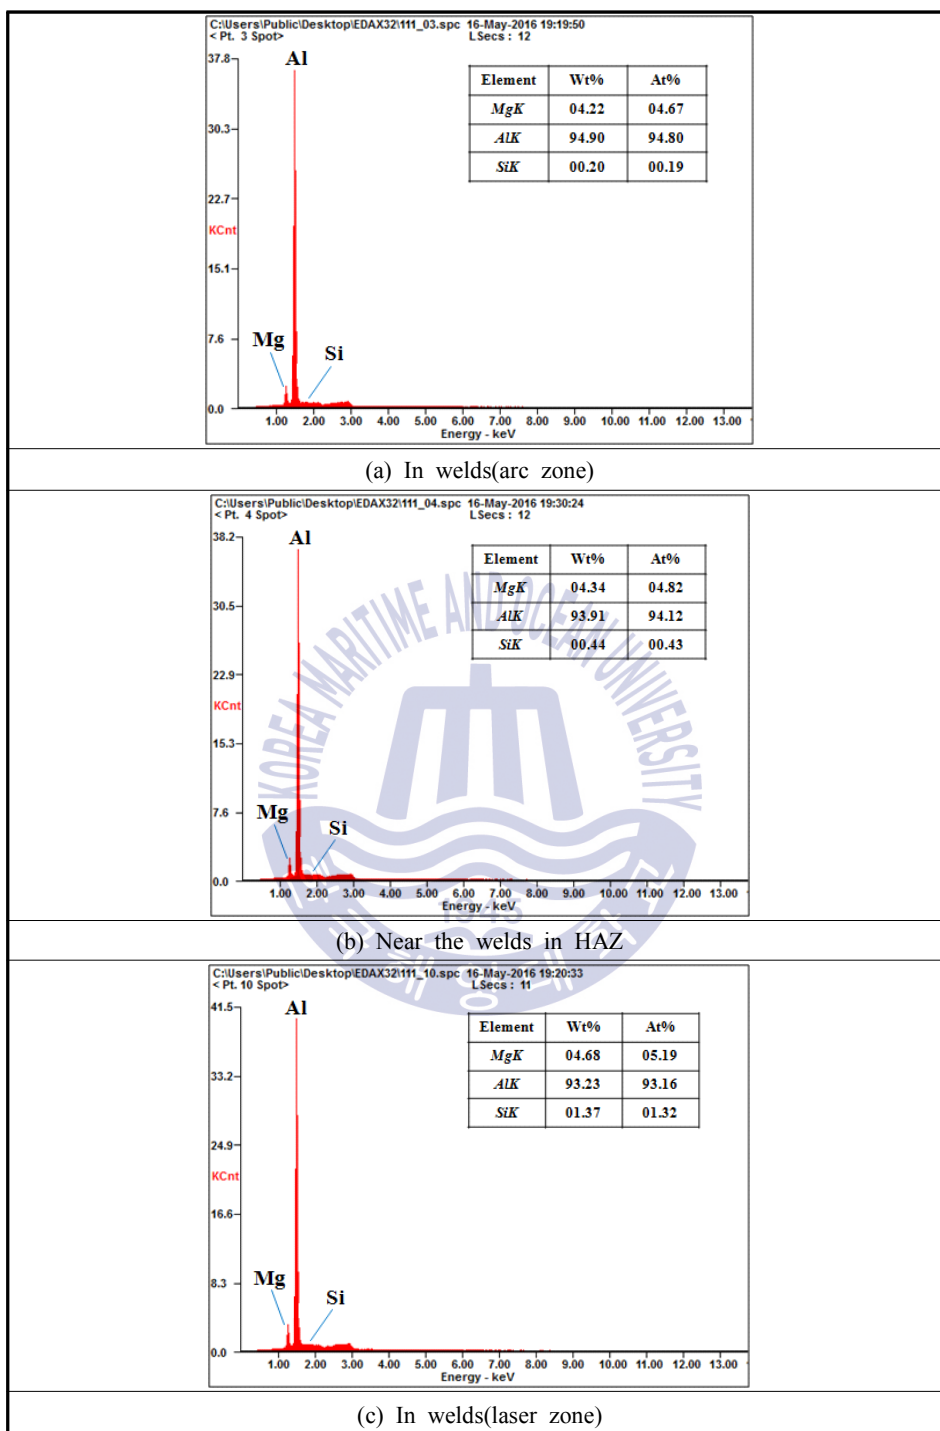 C:\Users\Public\Desktop\EDAX32\111_03.spc 16-May-2016 19:19:50
< Pt. 3 Spot> LSecs : 12
37.8
30.3
22.7
KCnt
15.1
7.6
0.0
Al
Mg
Si
Element Wt% At%
MgK 04.22 04.67
AlK 94.90 94.80
SiK 00.20 00.19
1.00 2.00 3.00 4.00 5.00 6.00 7.00 8.00 9.00 10.00 11.00 12.00 13.00
Energy - keV
(a) In welds(arc zone)
C:\Users\Public\Desktop\EDAX32\111_04.spc 16-May-2016 19:30:24
< Pt. 4 Spot> LSecs : 12
38.2
30.5
22.9
KCnt
15.3
7.6
0.0
Al
Mg
Si
Element Wt% At%
MgK 04.34 04.82
AlK 93.91 94.12
SiK 00.44 00.43
1.00 2.00 3.00 4.00 5.00 6.00 7.00 8.00 9.00 10.00 11.00 12.00 13.00
Energy - keV
KOREA MARITIME AND OCEAN UNIVERSITY
1945
(b) Near the welds in HAZ
C:\Users\Public\Desktop\EDAX32\111_10.spc 16-May-2016 19:20:33
< Pt. 10 Spot> LSecs : 11
41.5
33.2
24.9
KCnt
16.6
8.3
0.0
Al
Mg
Si
Element Wt% At%
MgK 04.68 05.19
AlK 93.23 93.16
SiK 01.37 01.32
1.00 2.00 3.00 4.00 5.00 6.00 7.00 8.00 9.00 10.00 11.00 12.00 13.00
Energy - keV
(c) In welds(laser zone)